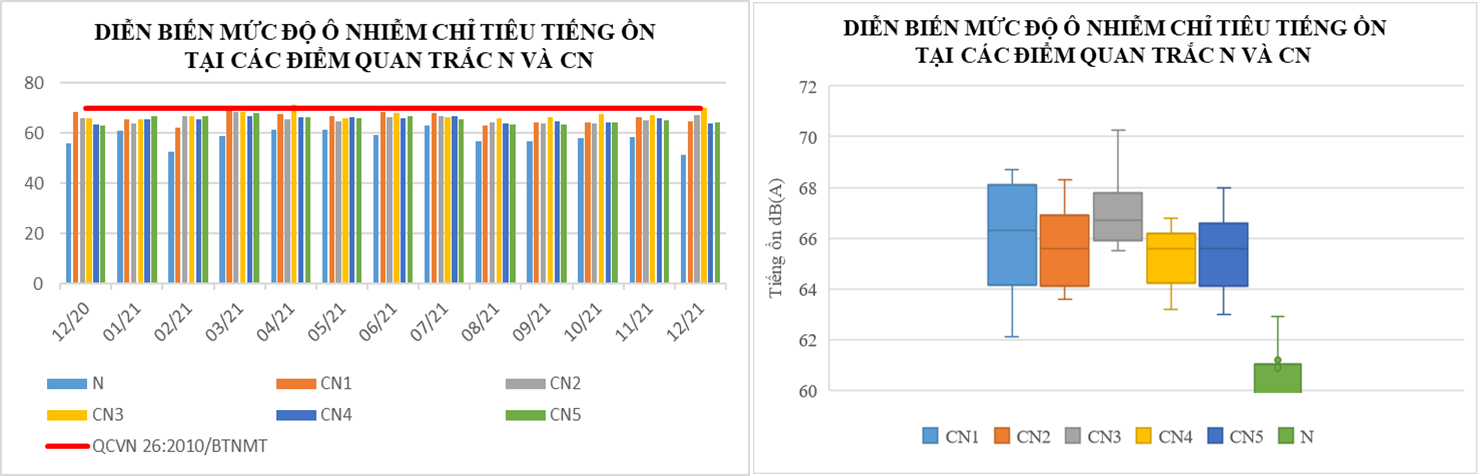 DIỄN BIẾN MỨC ĐỘ Ô NHIỄM CHỈ TIÊU TIẾNG ỒN
TẠI CÁC ĐIỂM QUAN TRẮC N VÀ CN
80
60
40
20
0
12/20
01/21
02/21
03/21
04/21
05/21
06/21
07/21
08/21
09/21
10/21
11/21
12/21
N
CN1
CN2
CN3
CN4
CN5
QCVN 26:2010/BTNMT
DIỄN BIẾN MỨC ĐỘ Ô NHIỄM CHỈ TIÊU TIẾNG ỒN
TẠI CÁC ĐIỂM QUAN TRẮC N VÀ CN
Tiếng ồn dB(A)
72
70
68
66
64
62
60
CN1
CN2
CN3
CN4
CN5
N